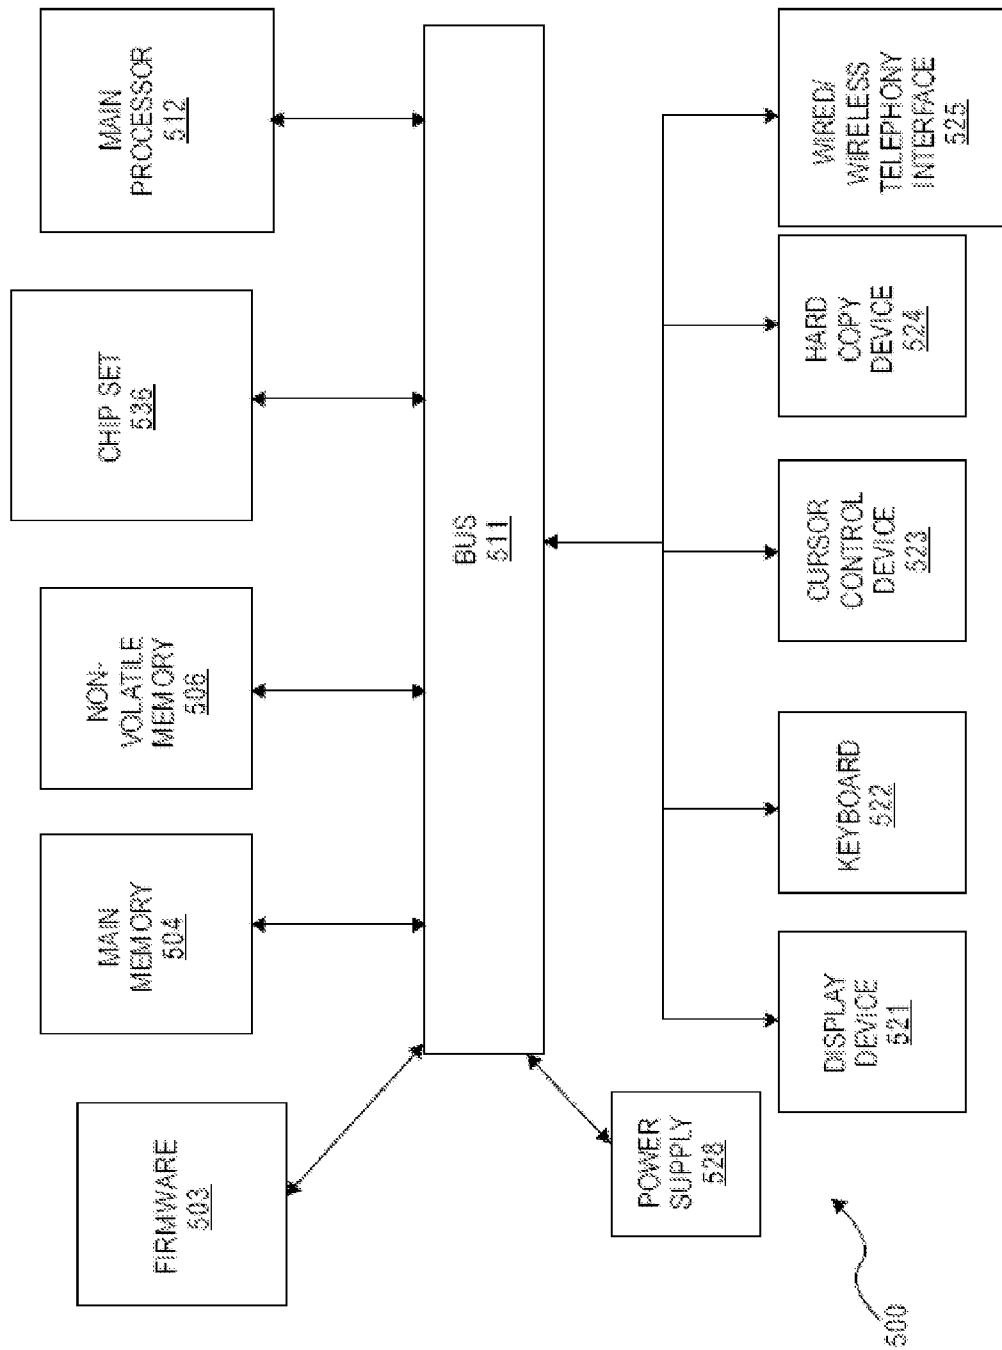 FIRMWARE
503
MAIN
MEMORY
504
NON-
VOLATILE
MEMORY
506
CHIP SET
536
MAIN
PROCESSOR
512
BUS
511
POWER
SUPPLY
528
DISPLAY
DEVICE
521
KEYBOARD
522
CURSOR
CONTROL
DEVICE
523
HARD
COPY
DEVICE
524
WIRED/
WIRELESS
TELEPHONY
INTERFACE
525
500